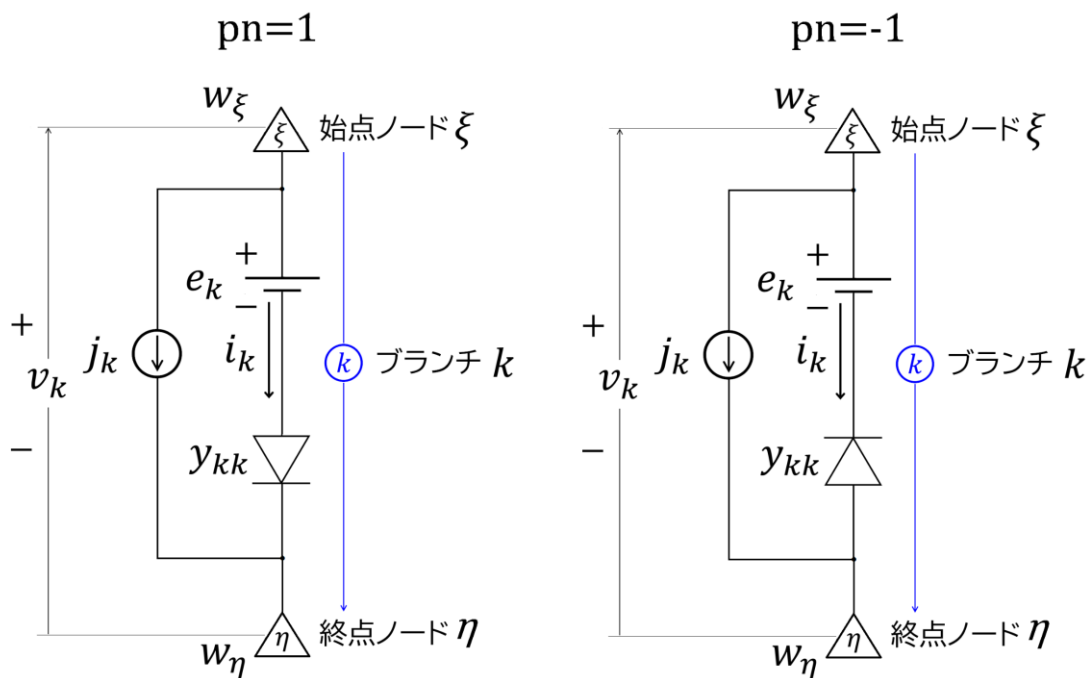 pn=1
w_ξ
ξ
始点ノード ξ
+
e_k
−
+
j_k
i_k
k
ブランチ k
v_k
−
y_kk
w_η
η
終点ノード η
pn=-1
w_ξ
ξ
始点ノード ξ
+
e_k
−
+
j_k
i_k
k
ブランチ k
v_k
−
y_kk
w_η
η
終点ノード η